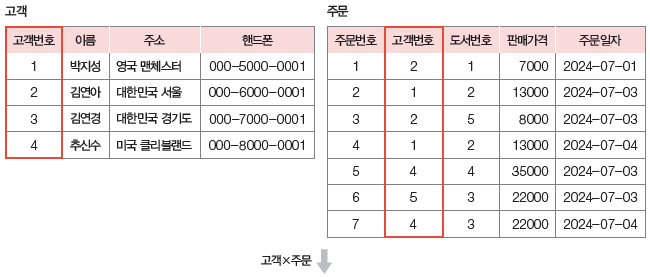 고객
고객번호 이름 주소 핸드폰
1 박지성 영국 맨체스터 000-5000-0001
2 김연아 대한민국 서울 000-6000-0001
3 김연경 대한민국 경기도 000-7000-0001
4 추신수 미국 클리블랜드 000-8000-0001
주문
주문번호 고객번호 도서번호 판매가격 주문일자
1 2 1 7000 2024-07-01
2 1 2 13000 2024-07-03
3 2 5 8000 2024-07-03
4 1 2 13000 2024-07-04
5 4 4 35000 2024-07-03
6 5 3 22000 2024-07-03
7 4 3 22000 2024-07-04
고객×주문